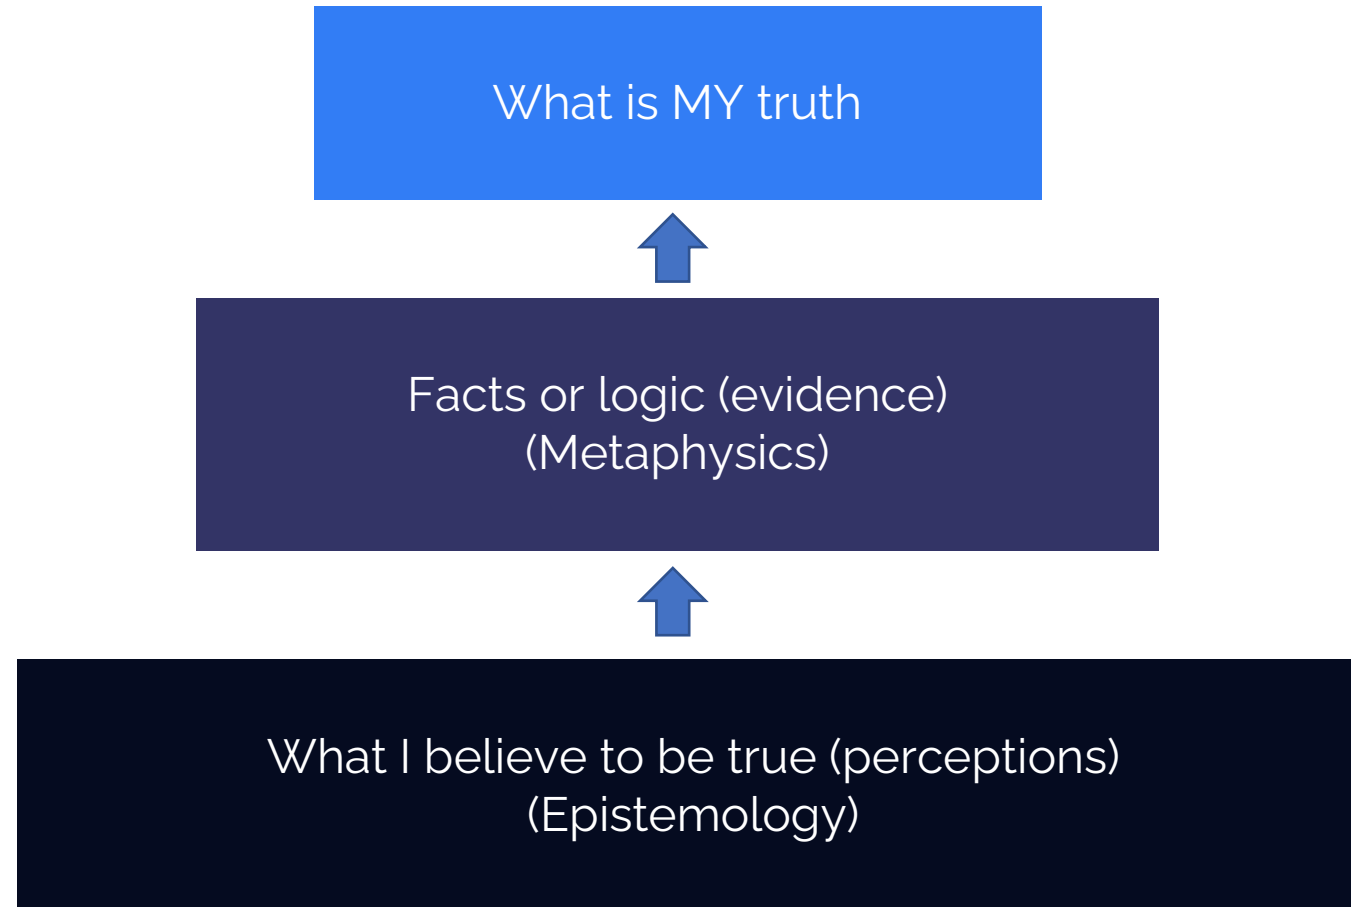 What is MY truth
Facts or logic (evidence)
(Metaphysics)
What I believe to be true (perceptions)
(Epistemology)